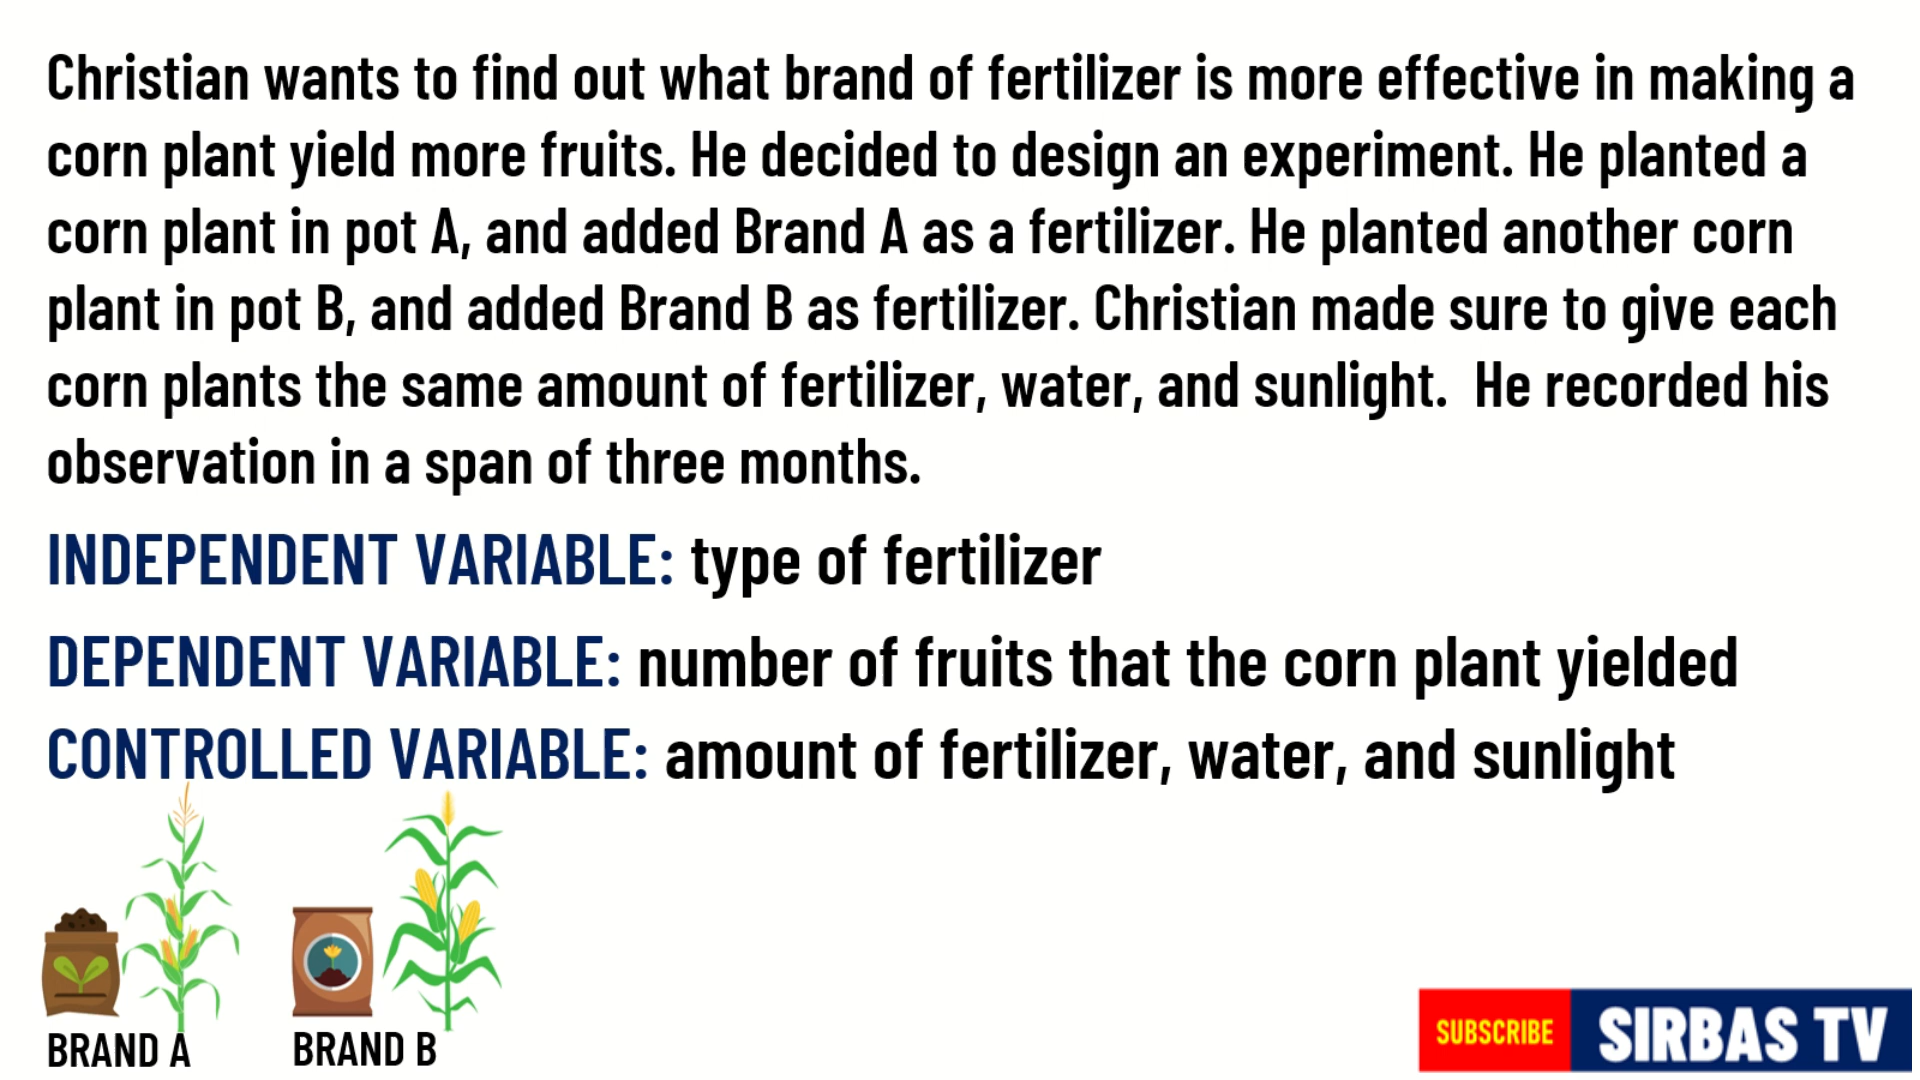 Christian wants to find out what brand of fertilizer is more effective in making a
corn plant yield more fruits. He decided to design an experiment. He planted a
corn plant in pot A, and added Brand A as a fertilizer. He planted another corn
plant in pot B, and added Brand B as fertilizer. Christian made sure to give each
corn plants the same amount of fertilizer, water, and sunlight.  He recorded his
observation in a span of three months.
INDEPENDENT VARIABLE: type of fertilizer
DEPENDENT VARIABLE: number of fruits that the corn plant yielded
CONTROLLED VARIABLE: amount of fertilizer, water, and sunlight
BRAND A
BRAND B
SUBSCRIBE
SIRBAS TV